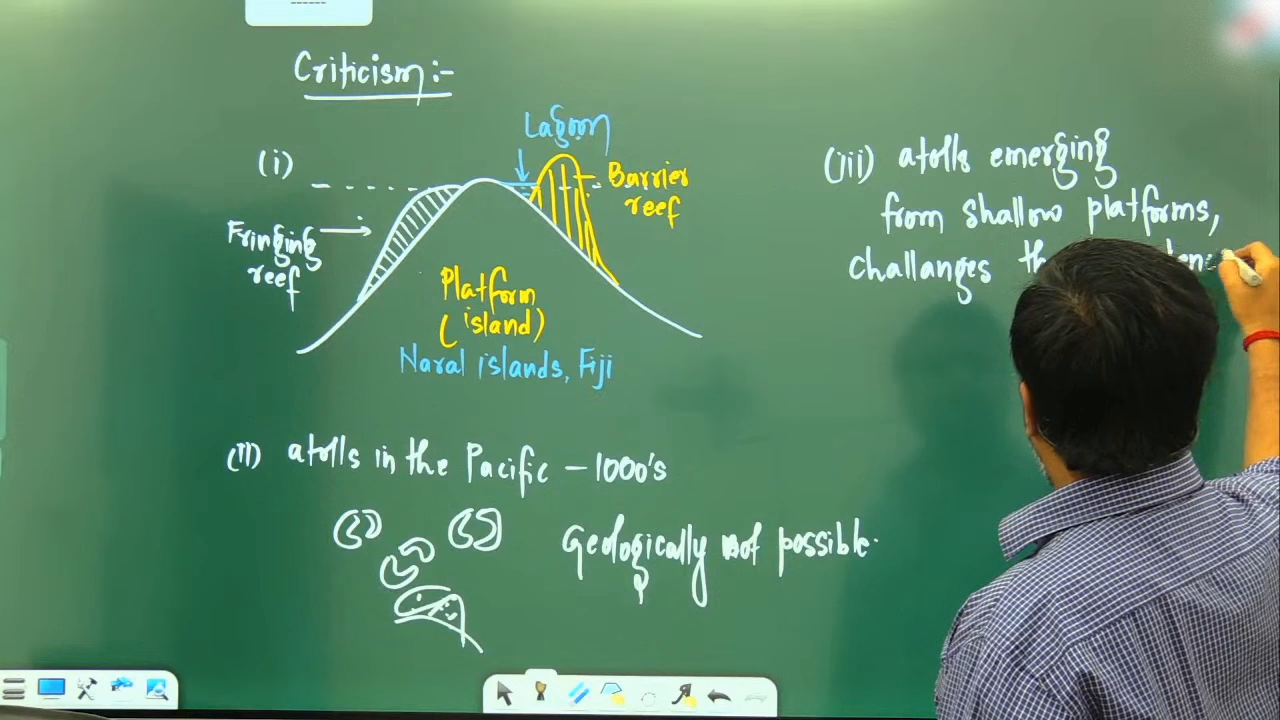 Criticism:-
(i)
Lagoon
Barrier
reef
Fringing
reef
Platform
(island)
Naral islands, Fiji
(II) atolls in the Pacific - 1000's
Geologically not possible.
(iii) atolls emerging
from shallow platforms,
challanges